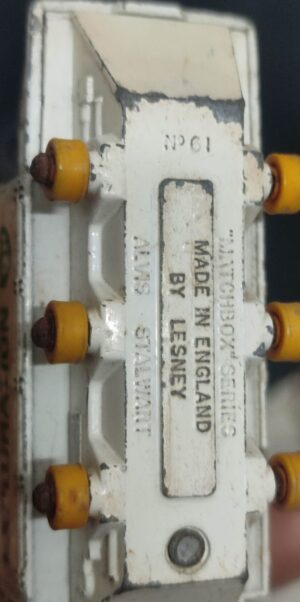 Nº 61
"MATCHBOX" SERIES
MADE IN ENGLAND
BY LESNEY
ALVIS STALWART